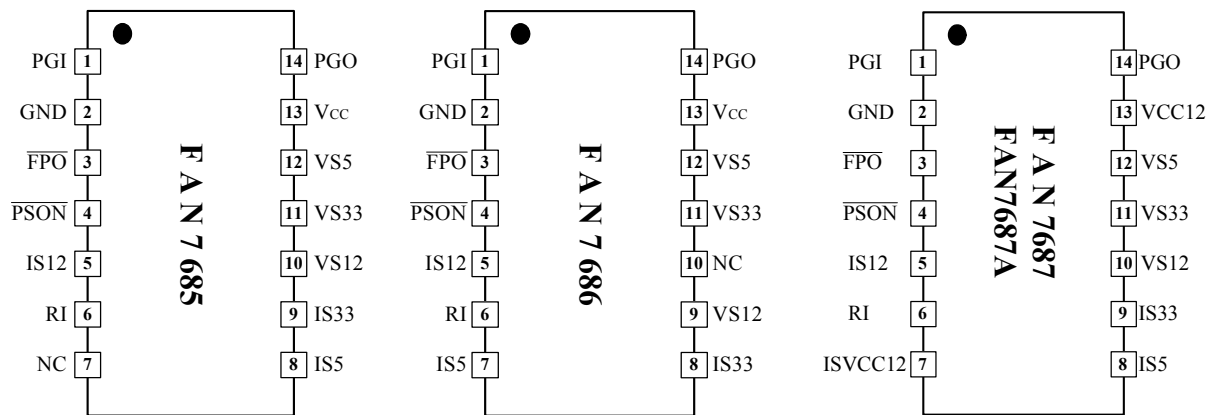 PGI 1 14 PGO
GND 2 13 VCC
FPO 3 12 VS5
PSON 4 11 VS33
IS12 5 10 VS12
RI 6 9 IS33
NC 7 8 IS5
FAN7685
PGI 1 14 PGO
GND 2 13 VCC
FPO 3 12 VS5
PSON 4 11 VS33
IS12 5 10 NC
RI 6 9 VS12
IS5 7 8 IS33
FAN7686
PGI 1 14 PGO
GND 2 13 VCC12
FPO 3 12 VS5
PSON 4 11 VS33
IS12 5 10 VS12
RI 6 9 IS33
ISVCC12 7 8 IS5
FAN7687
FAN7687A